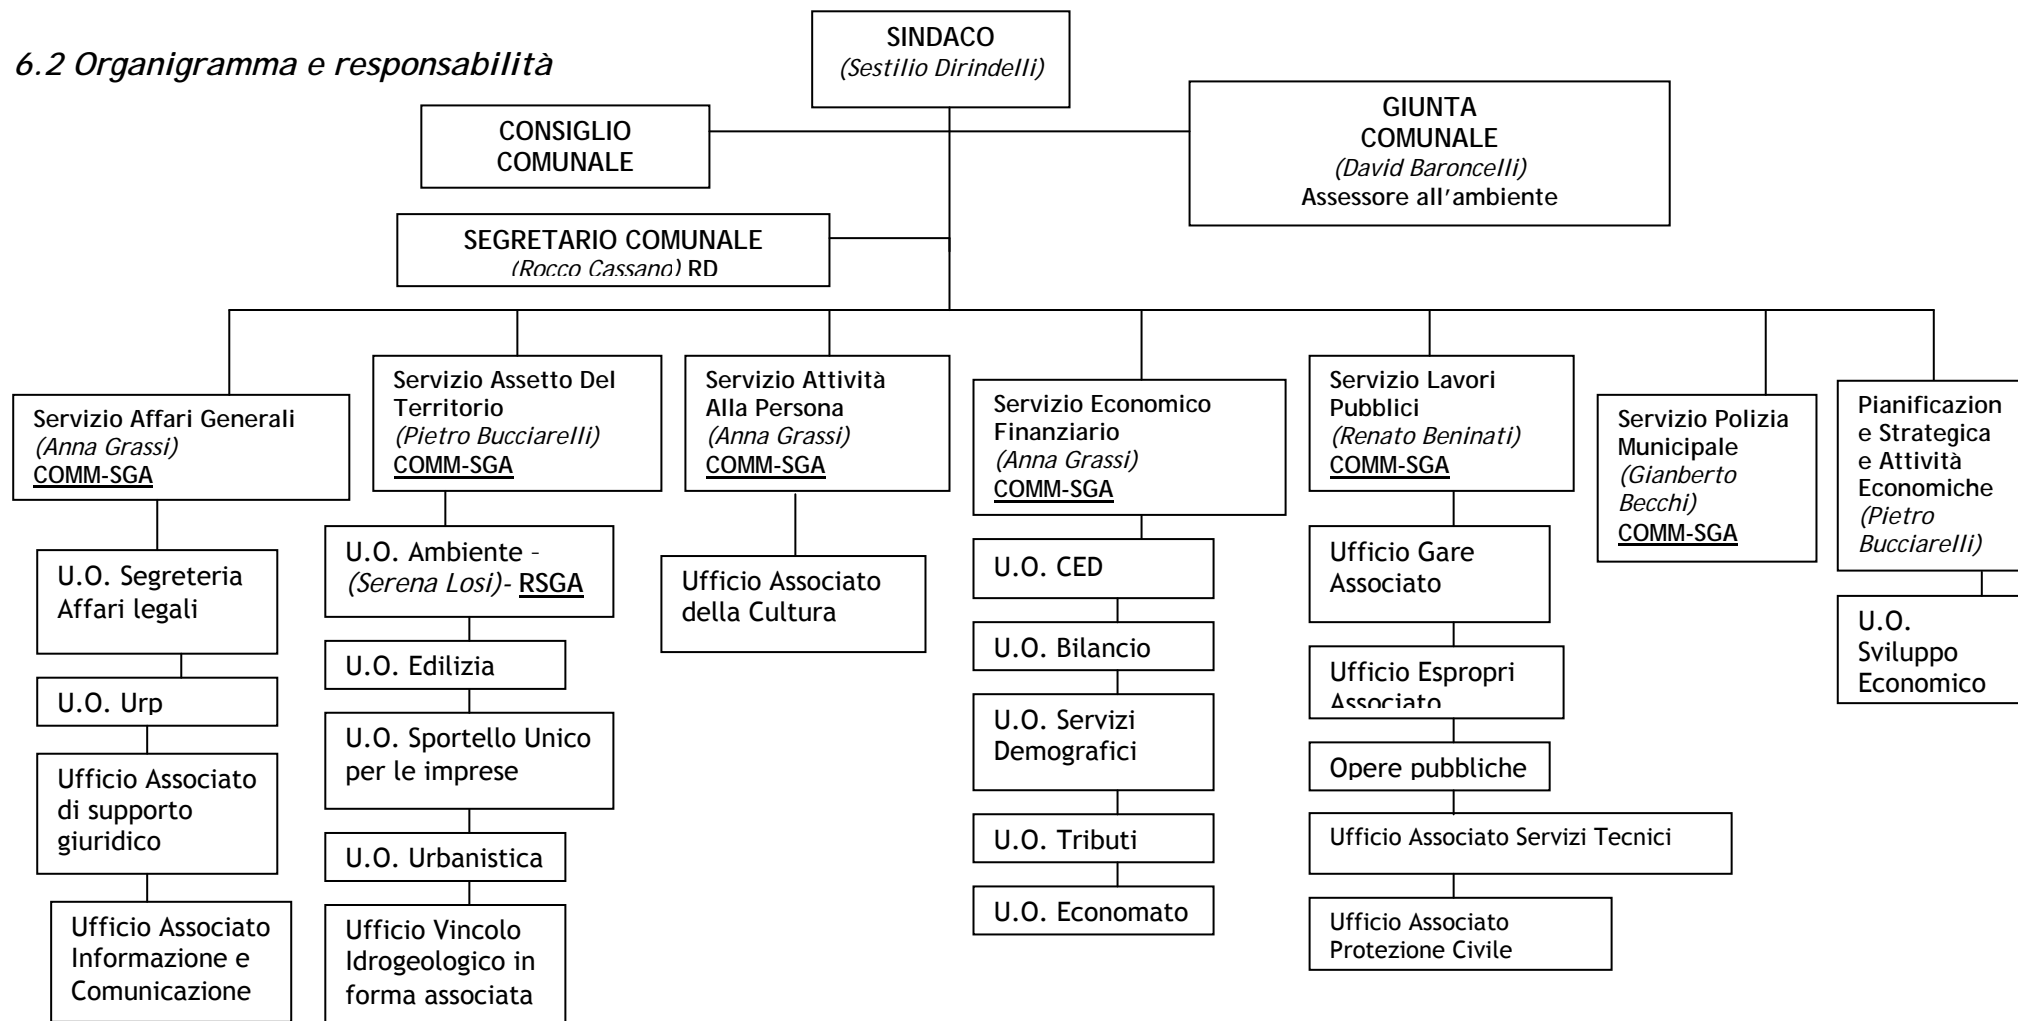 6.2 Organigramma e responsabilità
SINDACO
(Sestilio Dirindelli)
CONSIGLIO
COMUNALE
GIUNTA
COMUNALE
(David Baroncelli)
Assessore all'ambiente
SEGRETARIO COMUNALE
(Rocco Cassano) RD
Servizio Affari Generali
(Anna Grassi)
COMM-SGA
U.O. Segreteria
Affari legali
U.O. Urp
Ufficio Associato
di supporto
giuridico
Ufficio Associato
Informazione e
Comunicazione
Servizio Assetto Del
Territorio
(Pietro Bucciarelli)
COMM-SGA
U.O. Ambiente –
(Serena Losi)- RSGA
U.O. Edilizia
U.O. Sportello Unico
per le imprese
U.O. Urbanistica
Ufficio Vincolo
Idrogeologico in
forma associata
Servizio Attività
Alla Persona
(Anna Grassi)
COMM-SGA
Ufficio Associato
della Cultura
Servizio Economico
Finanziario
(Anna Grassi)
COMM-SGA
U.O. CED
U.O. Bilancio
U.O. Servizi
Demografici
U.O. Tributi
U.O. Economato
Servizio Lavori
Pubblici
(Renato Beninati)
COMM-SGA
Ufficio Gare
Associato
Ufficio Espropri
Associato
Opere pubbliche
Ufficio Associato Servizi Tecnici
Ufficio Associato
Protezione Civile
Servizio Polizia
Municipale
(Gianberto
Becchi)
COMM-SGA
Pianificazion
e Strategica
e Attività
Economiche
(Pietro
Bucciarelli)
U.O.
Sviluppo
Economico